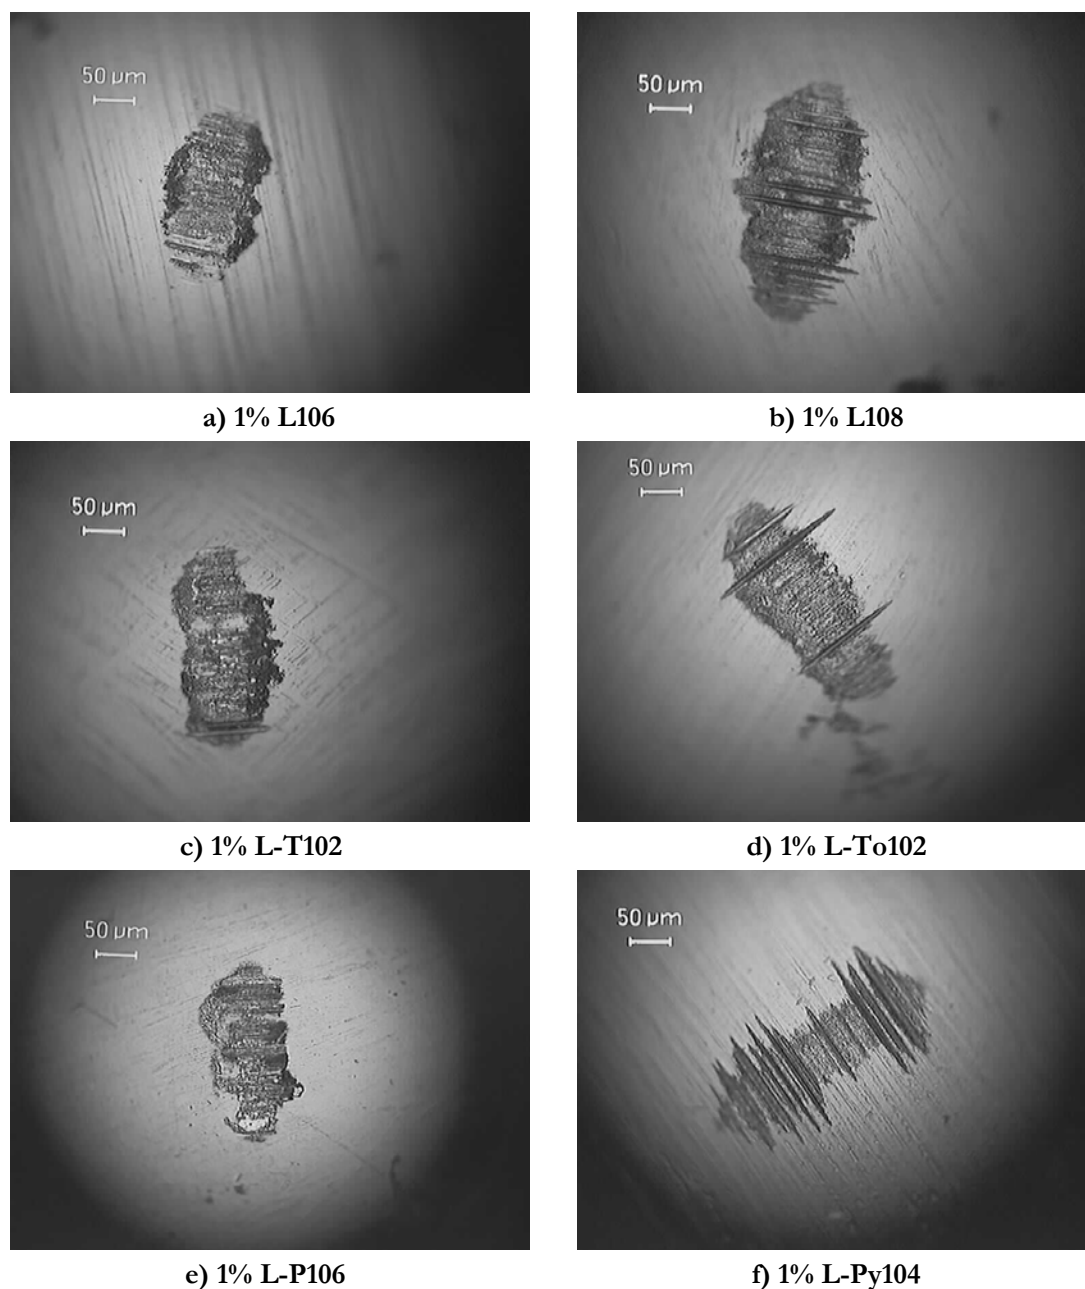 50 µm
50 µm
a) 1% L106
b) 1% L108
50 µm
50 µm
c) 1% L-T102
d) 1% L-To102
50 µm
50 µm
e) 1% L-P106
f) 1% L-Py104